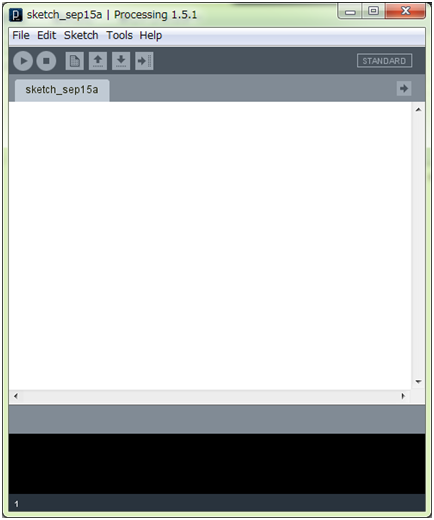 sketch_sep15a | Processing 1.5.1
File Edit Sketch Tools Help
STANDARD
sketch_sep15a
1